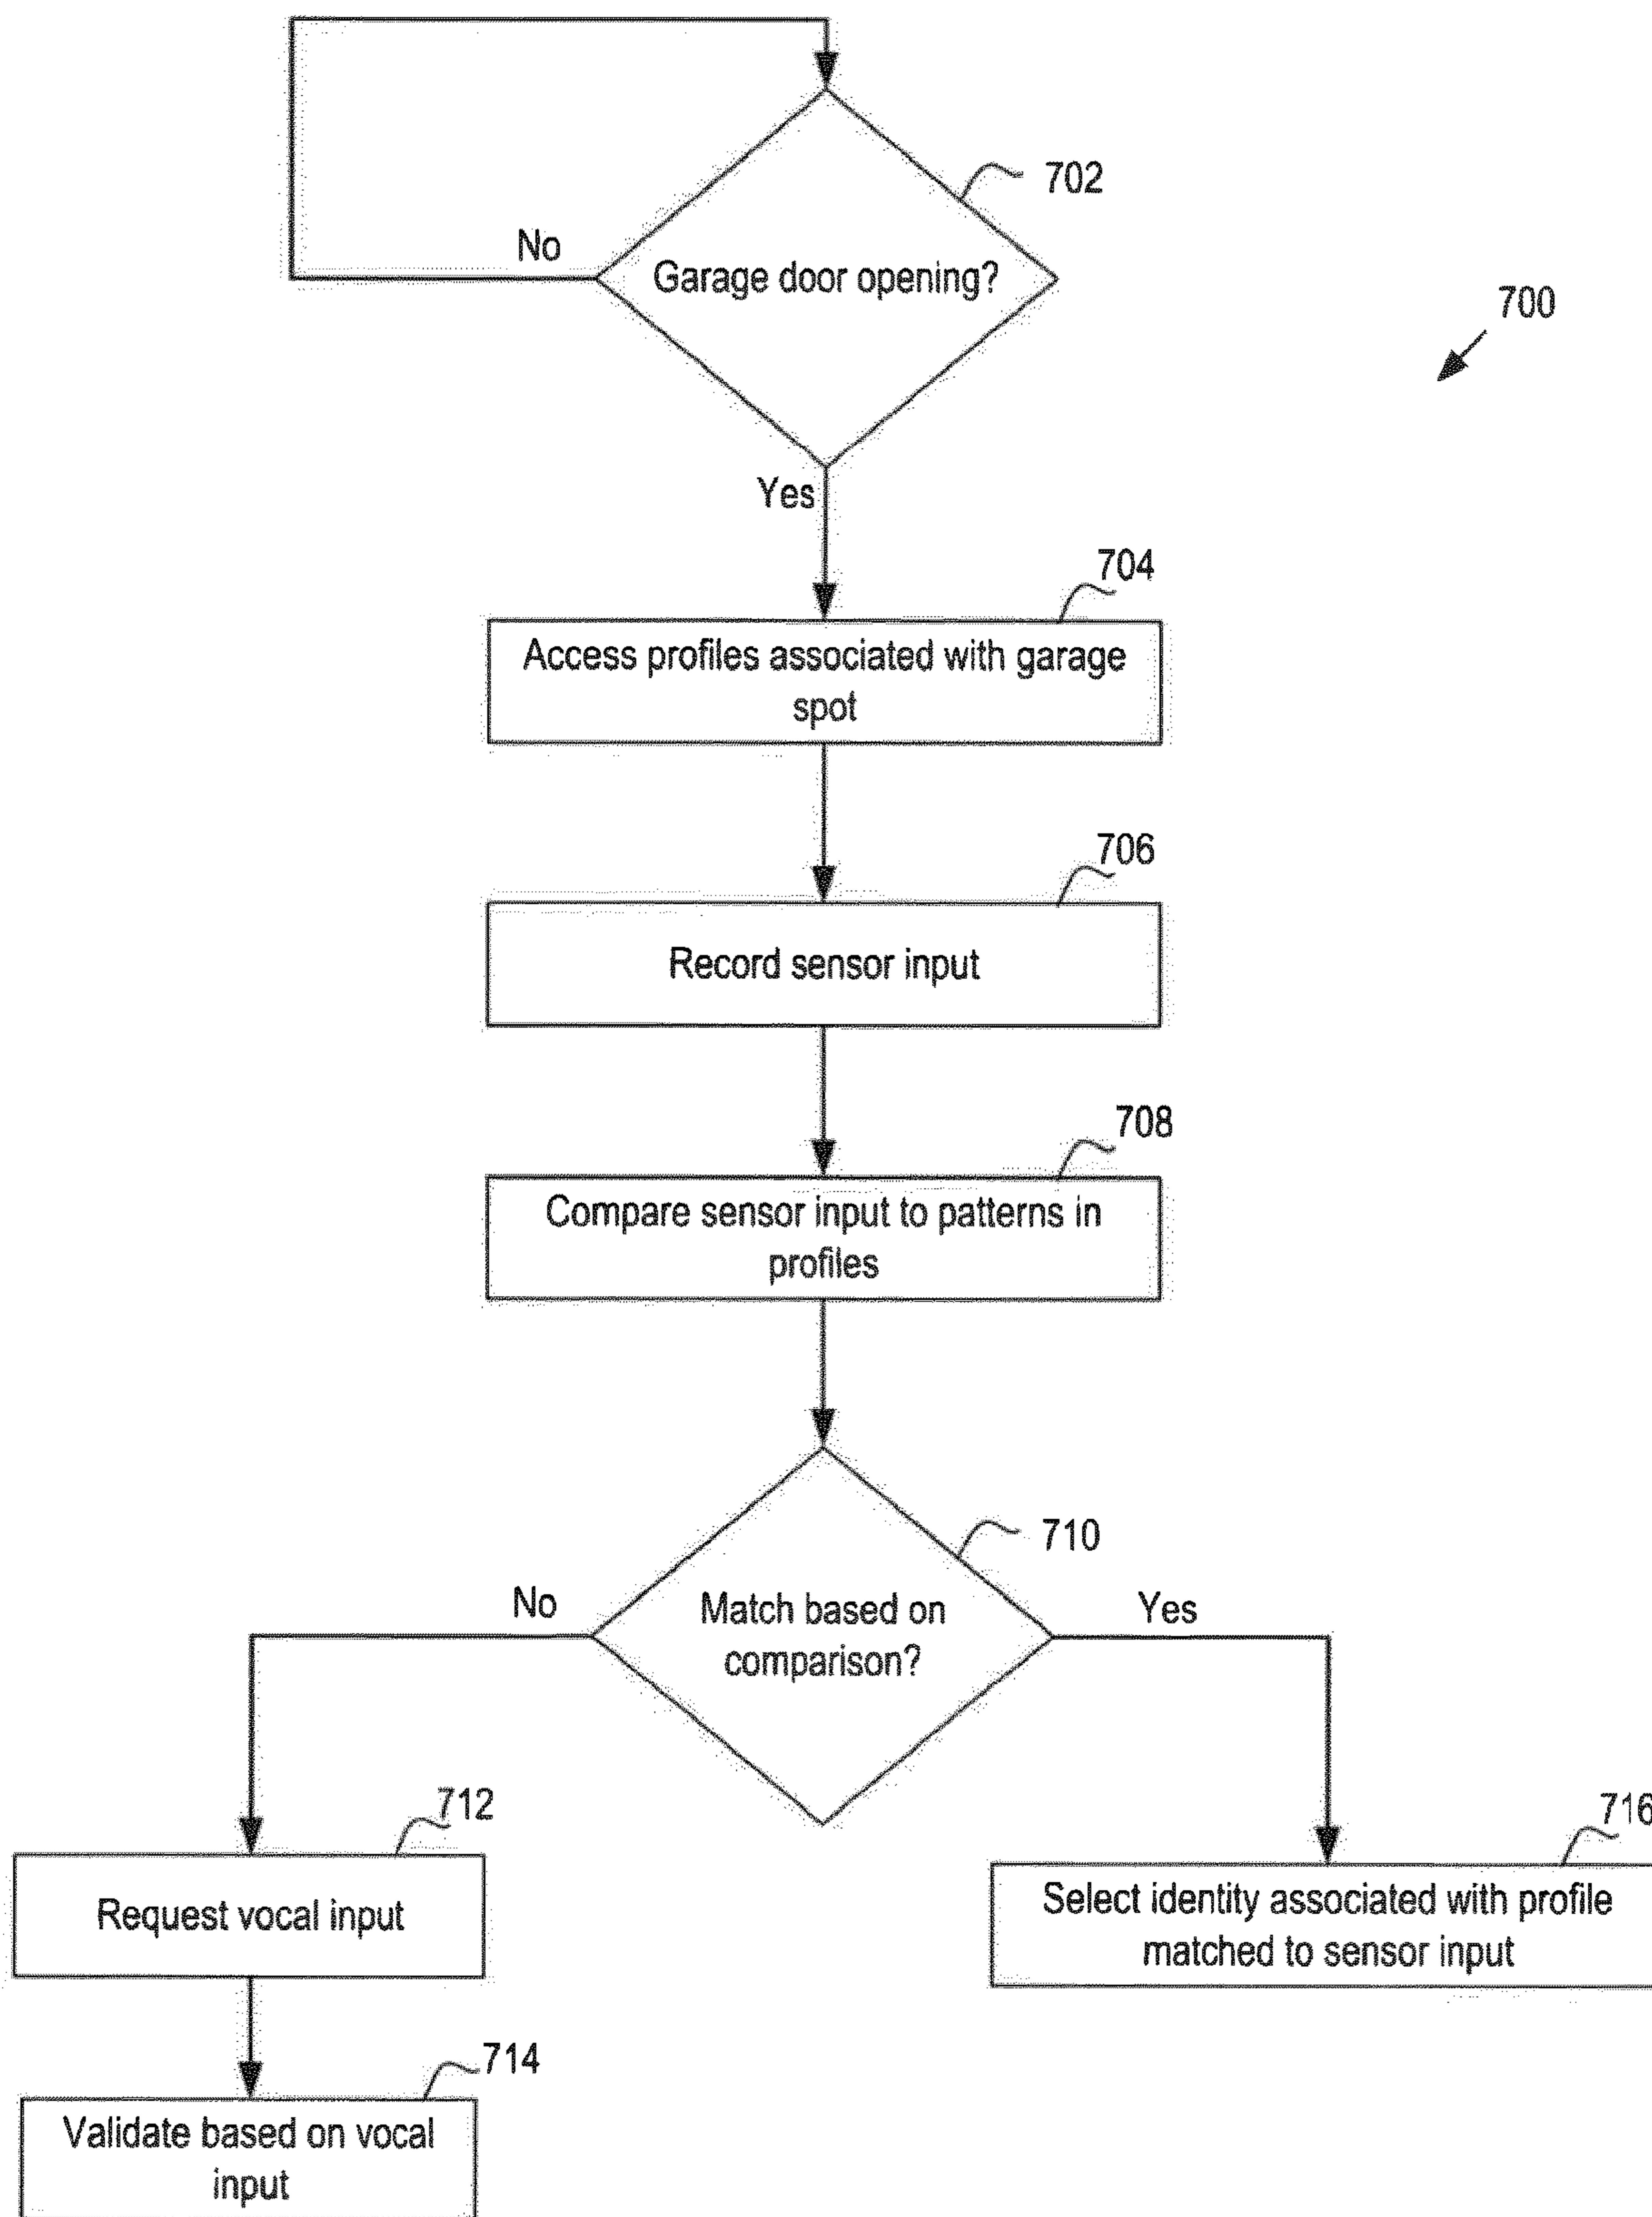 702
No
Garage door opening?
700
Yes
704
Access profiles associated with garage
spot
706
Record sensor input
708
Compare sensor input to patterns in
profiles
710
No
Match based on
comparison?
Yes
712
Request vocal input
716
Select identity associated with profile
matched to sensor input
714
Validate based on vocal
input